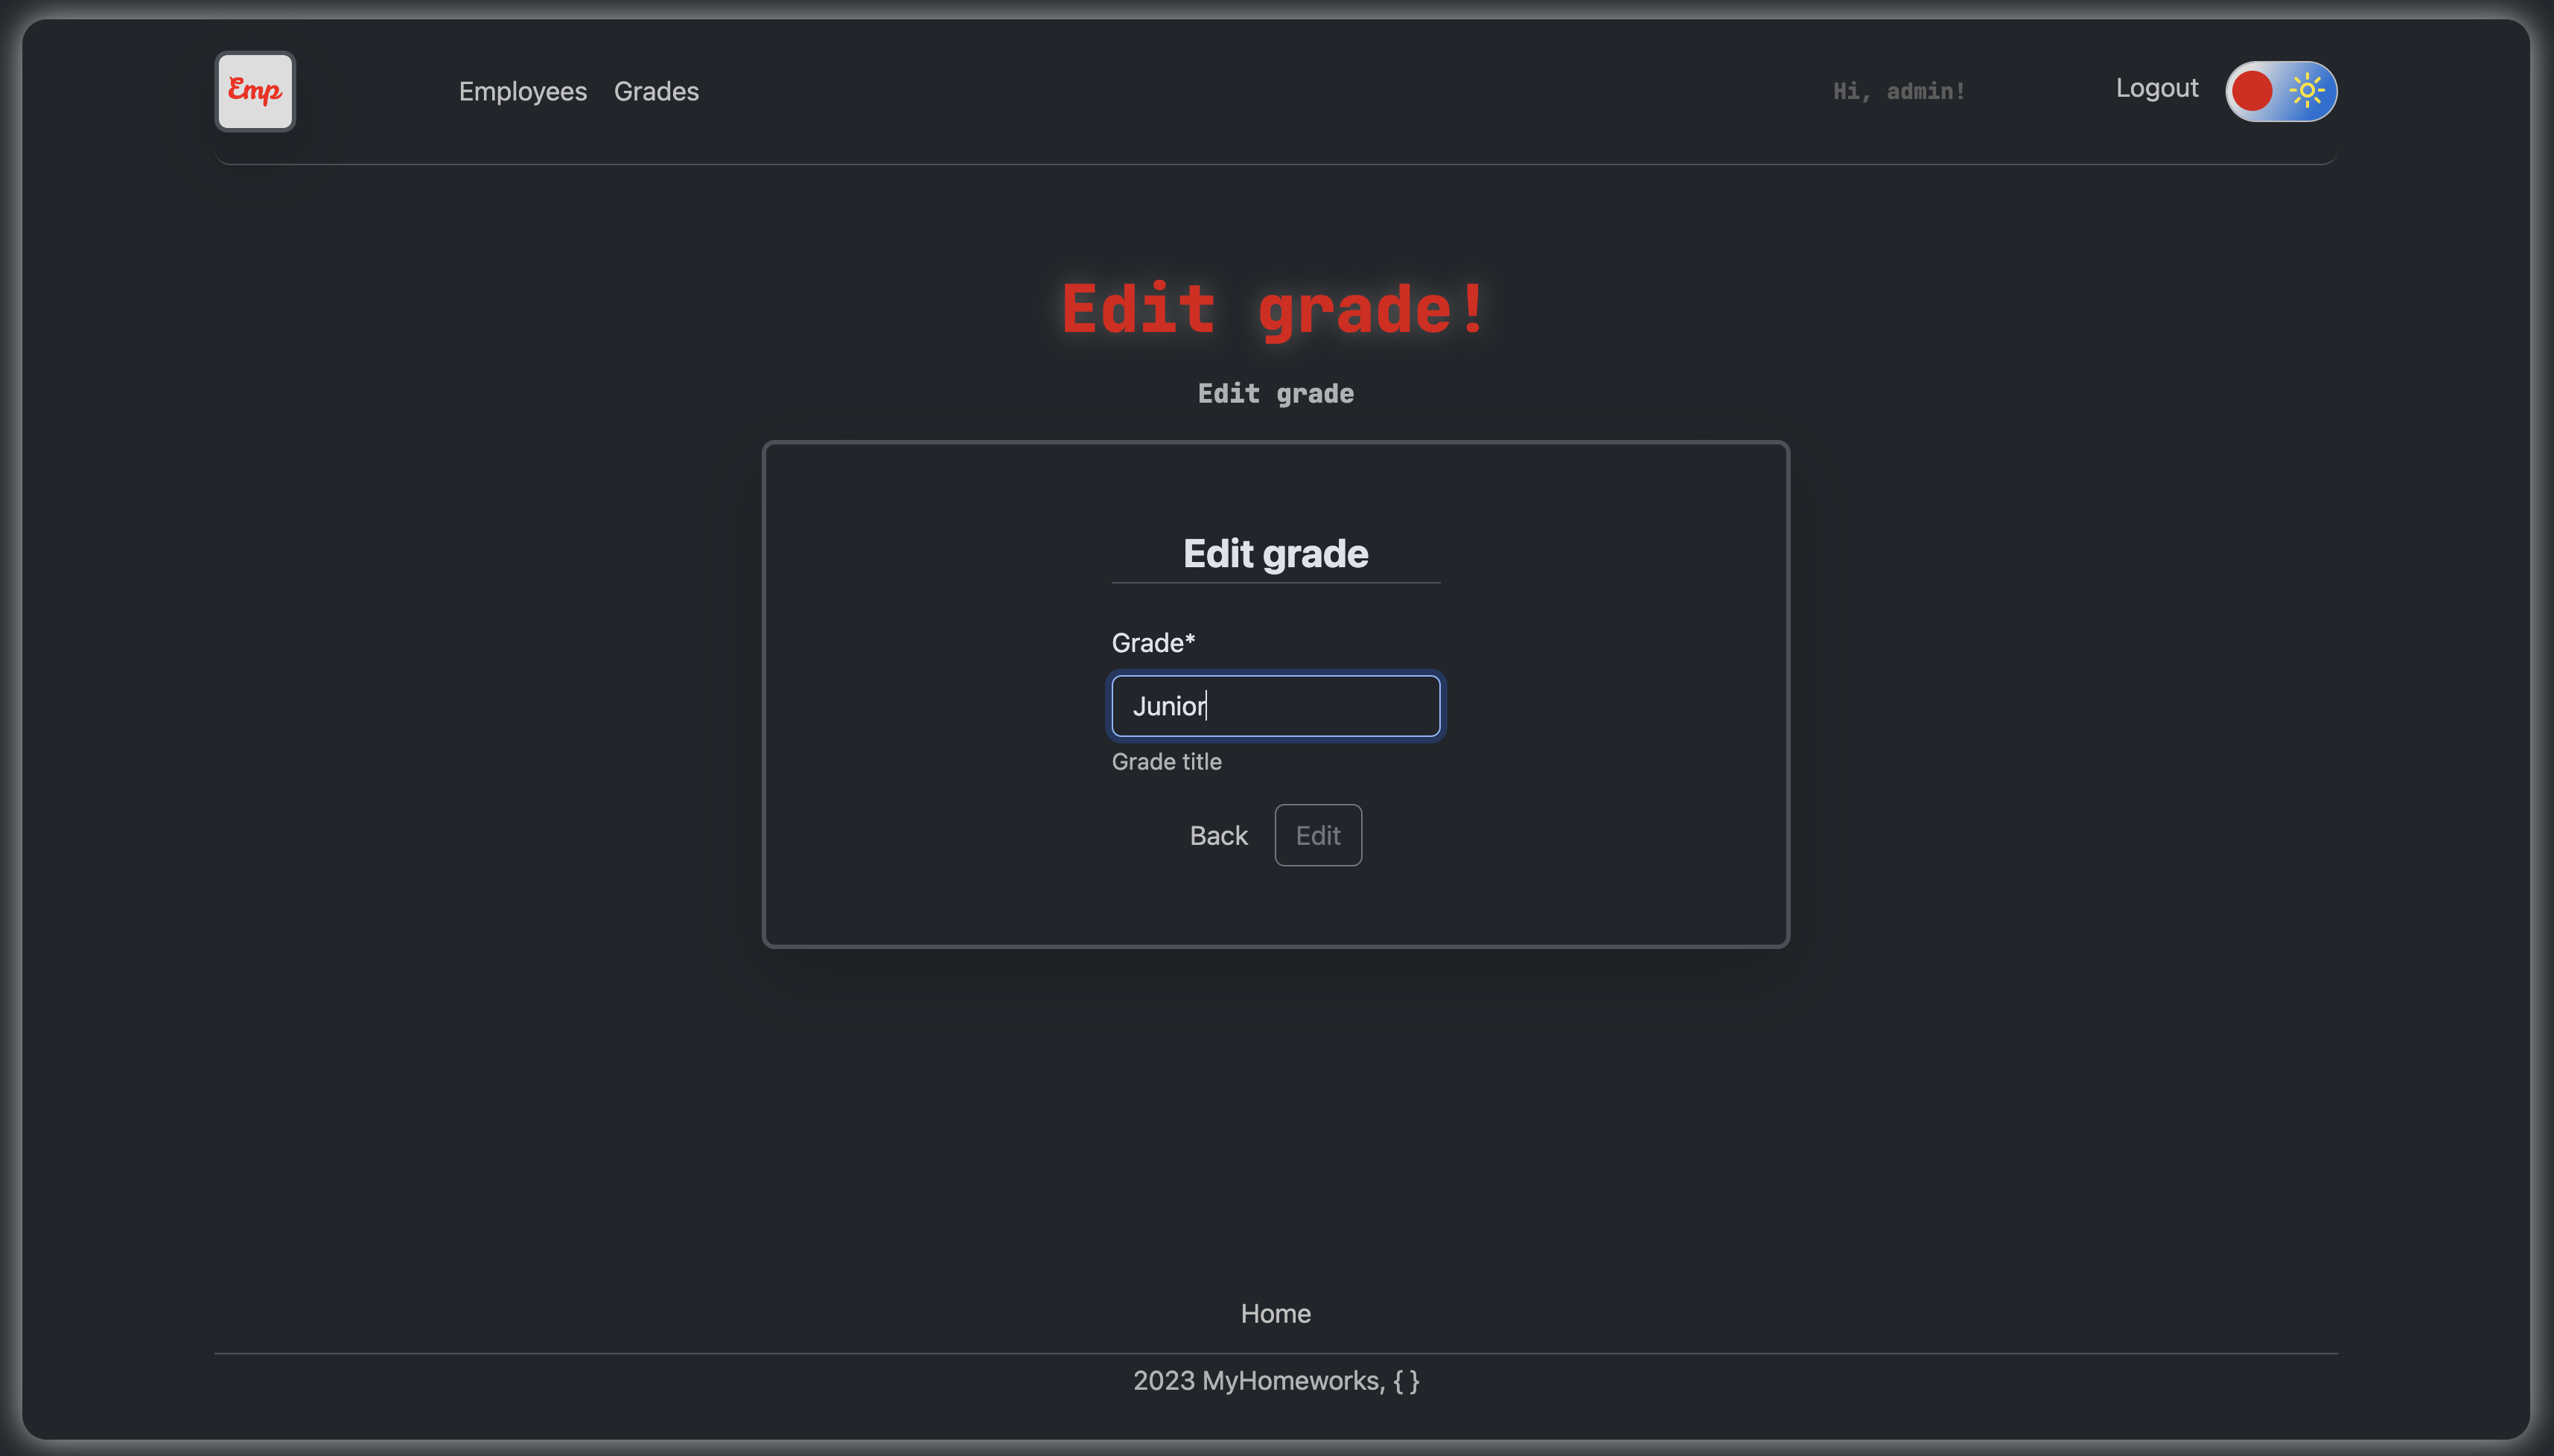 Emp
Employees Grades
Hi, admin!
Logout
Edit grade!
Edit grade
Edit grade
Grade*
Junior
Grade title
Back Edit
Home
2023 MyHomeworks, { }